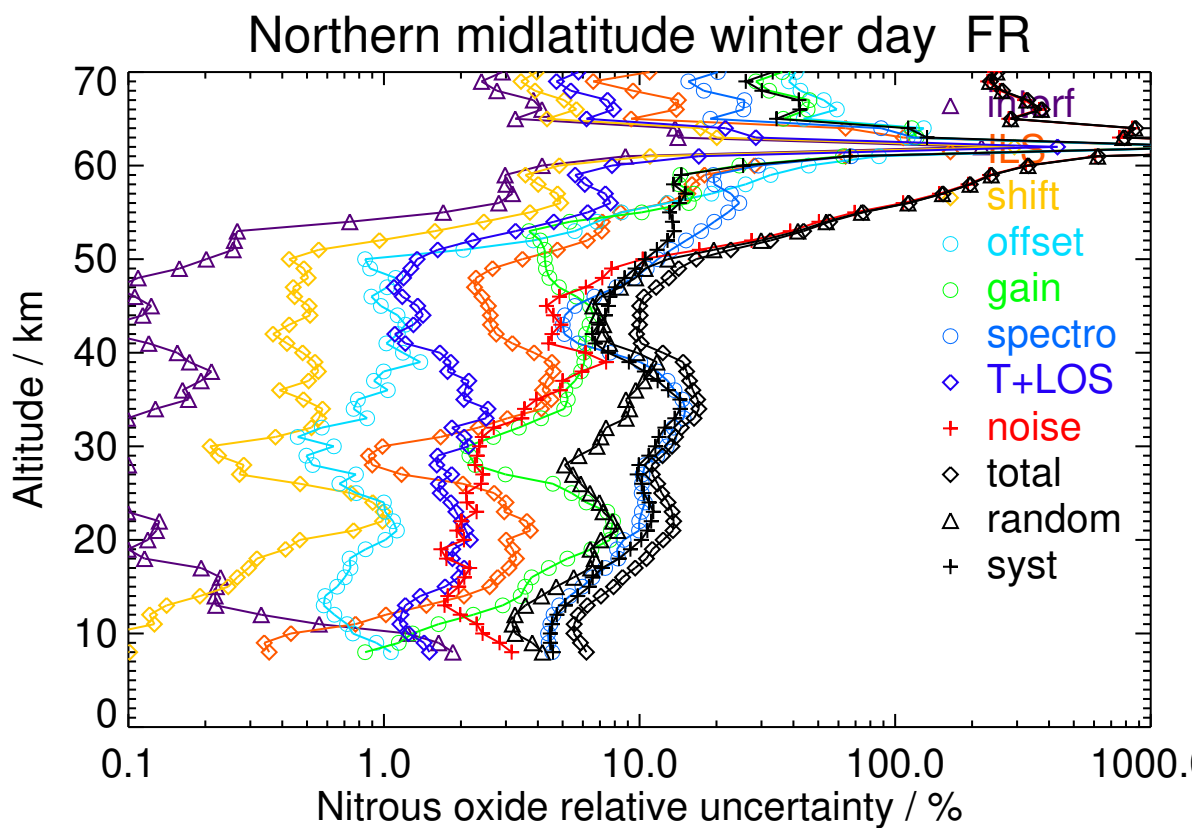 Northern midlatitude winter day FR
70
60
50
40
30
20
10
0
Altitude / km
interf
ILS
shift
offset
gain
spectro
T+LOS
noise
total
random
syst
0.1 1.0 10.0 100.0 1000.0
Nitrous oxide relative uncertainty / %